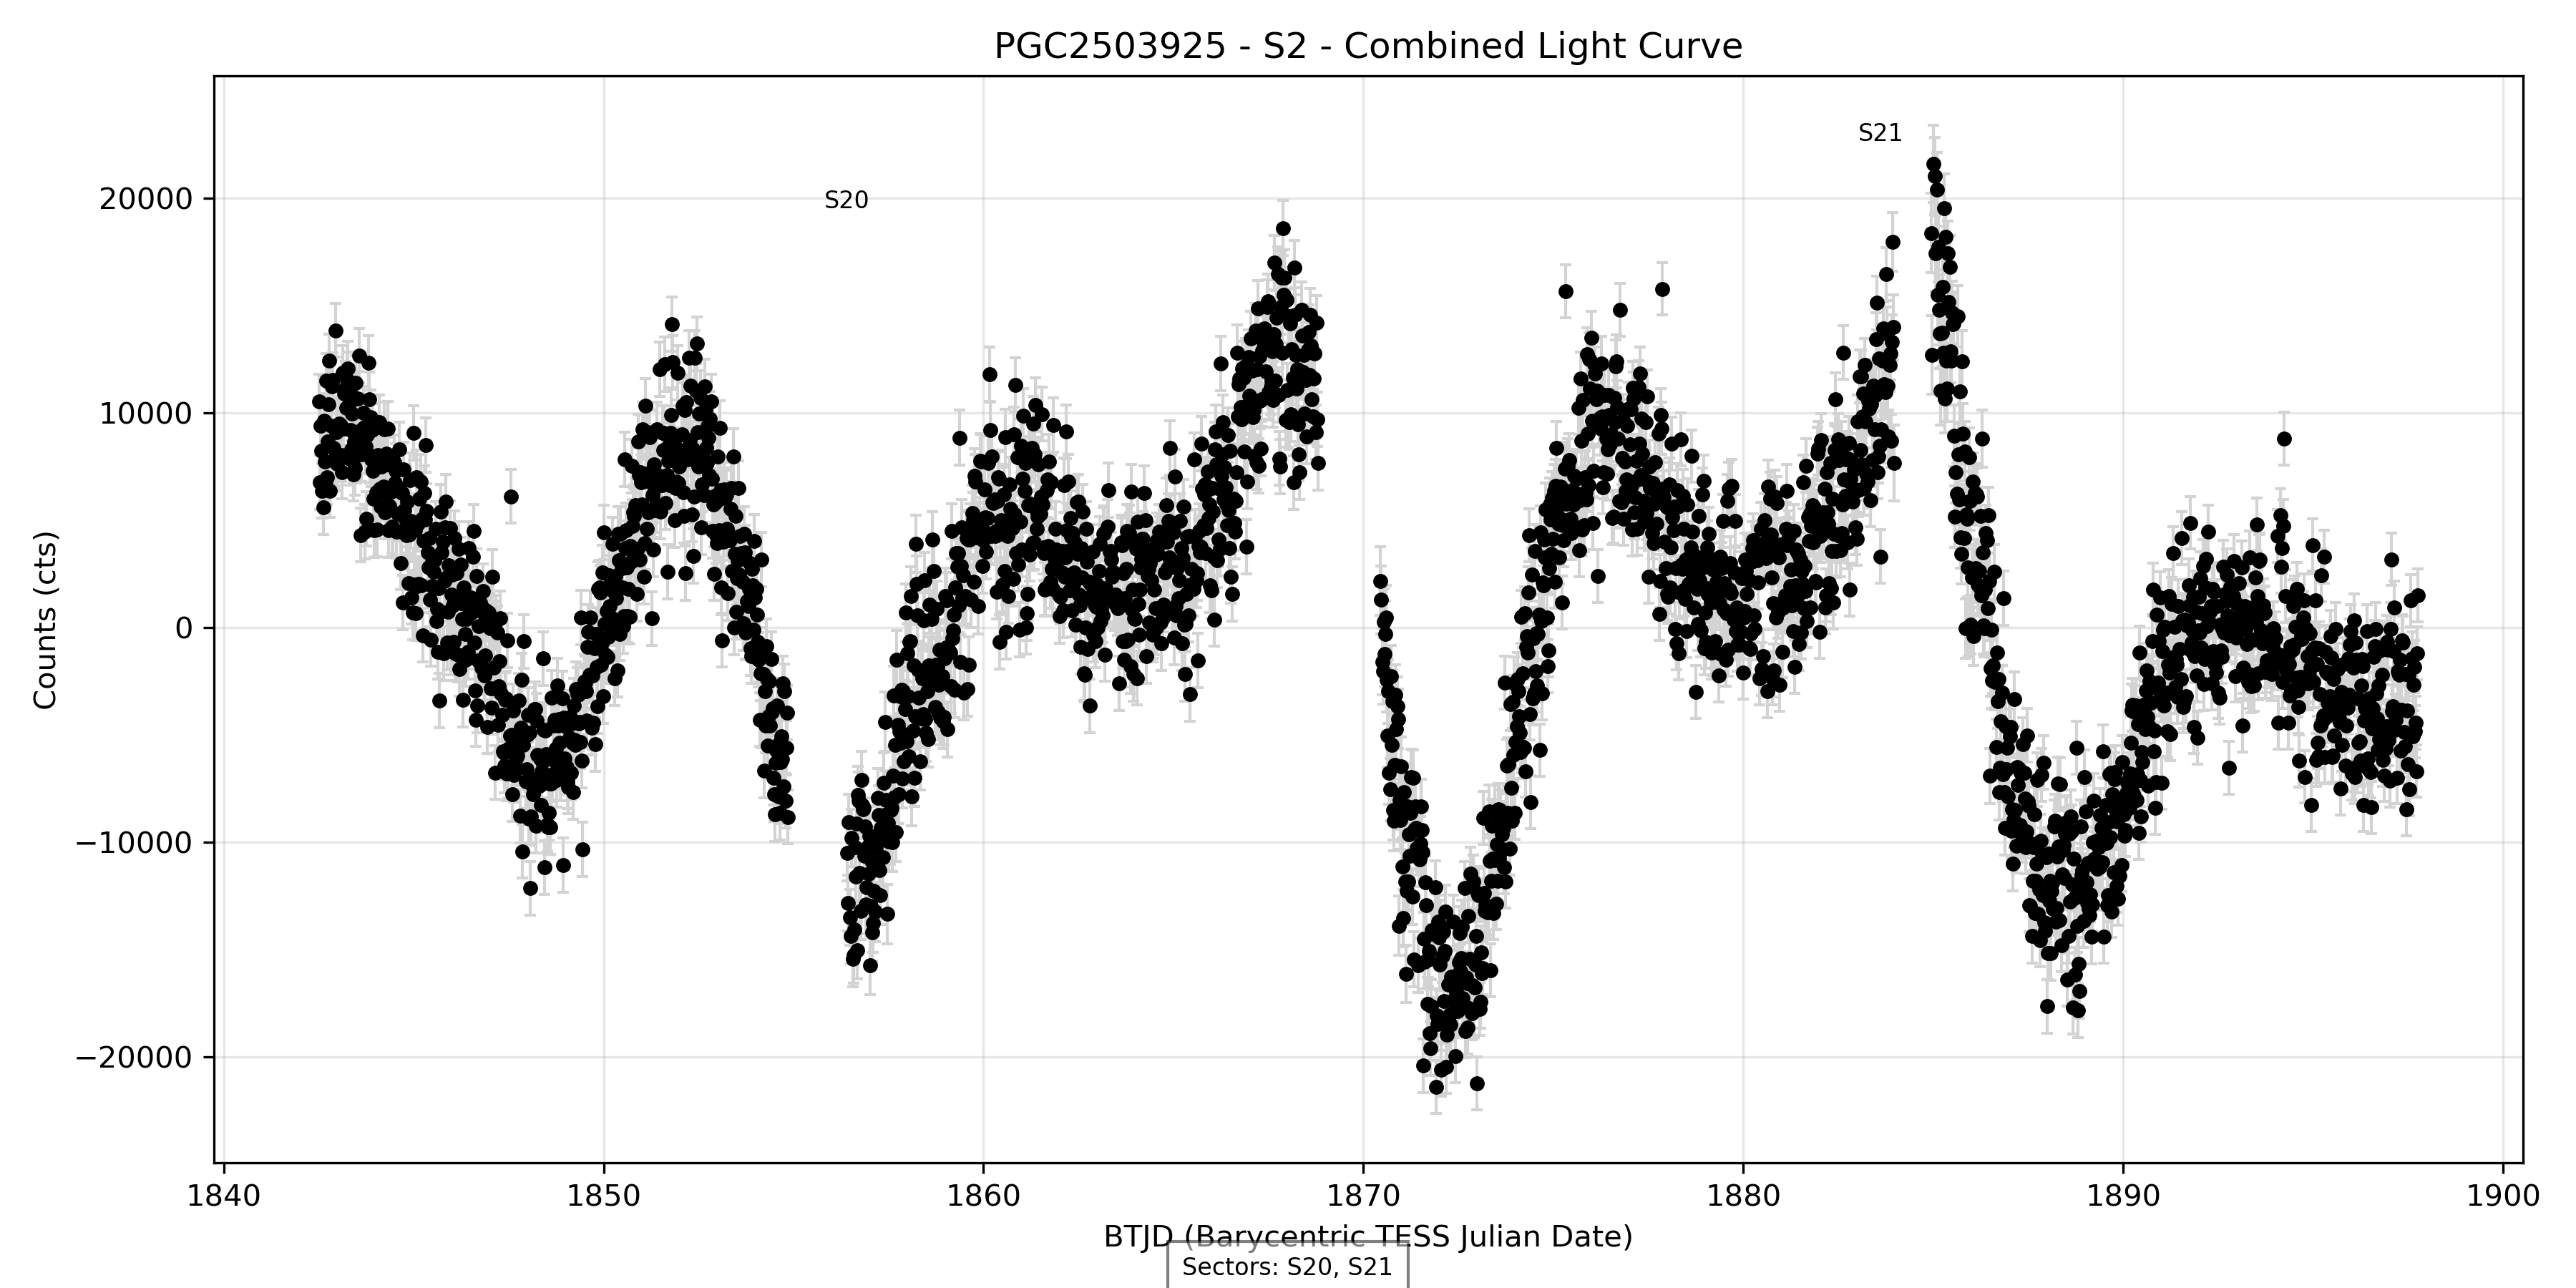 PGC2503925 - S2 - Combined Light Curve
S21
S20
20000
10000
0
−10000
−20000
Counts (cts)
1840 1850 1860 1870 1880 1890 1900
BTJD (Barycentric TESS Julian Date)
Sectors: S20, S21